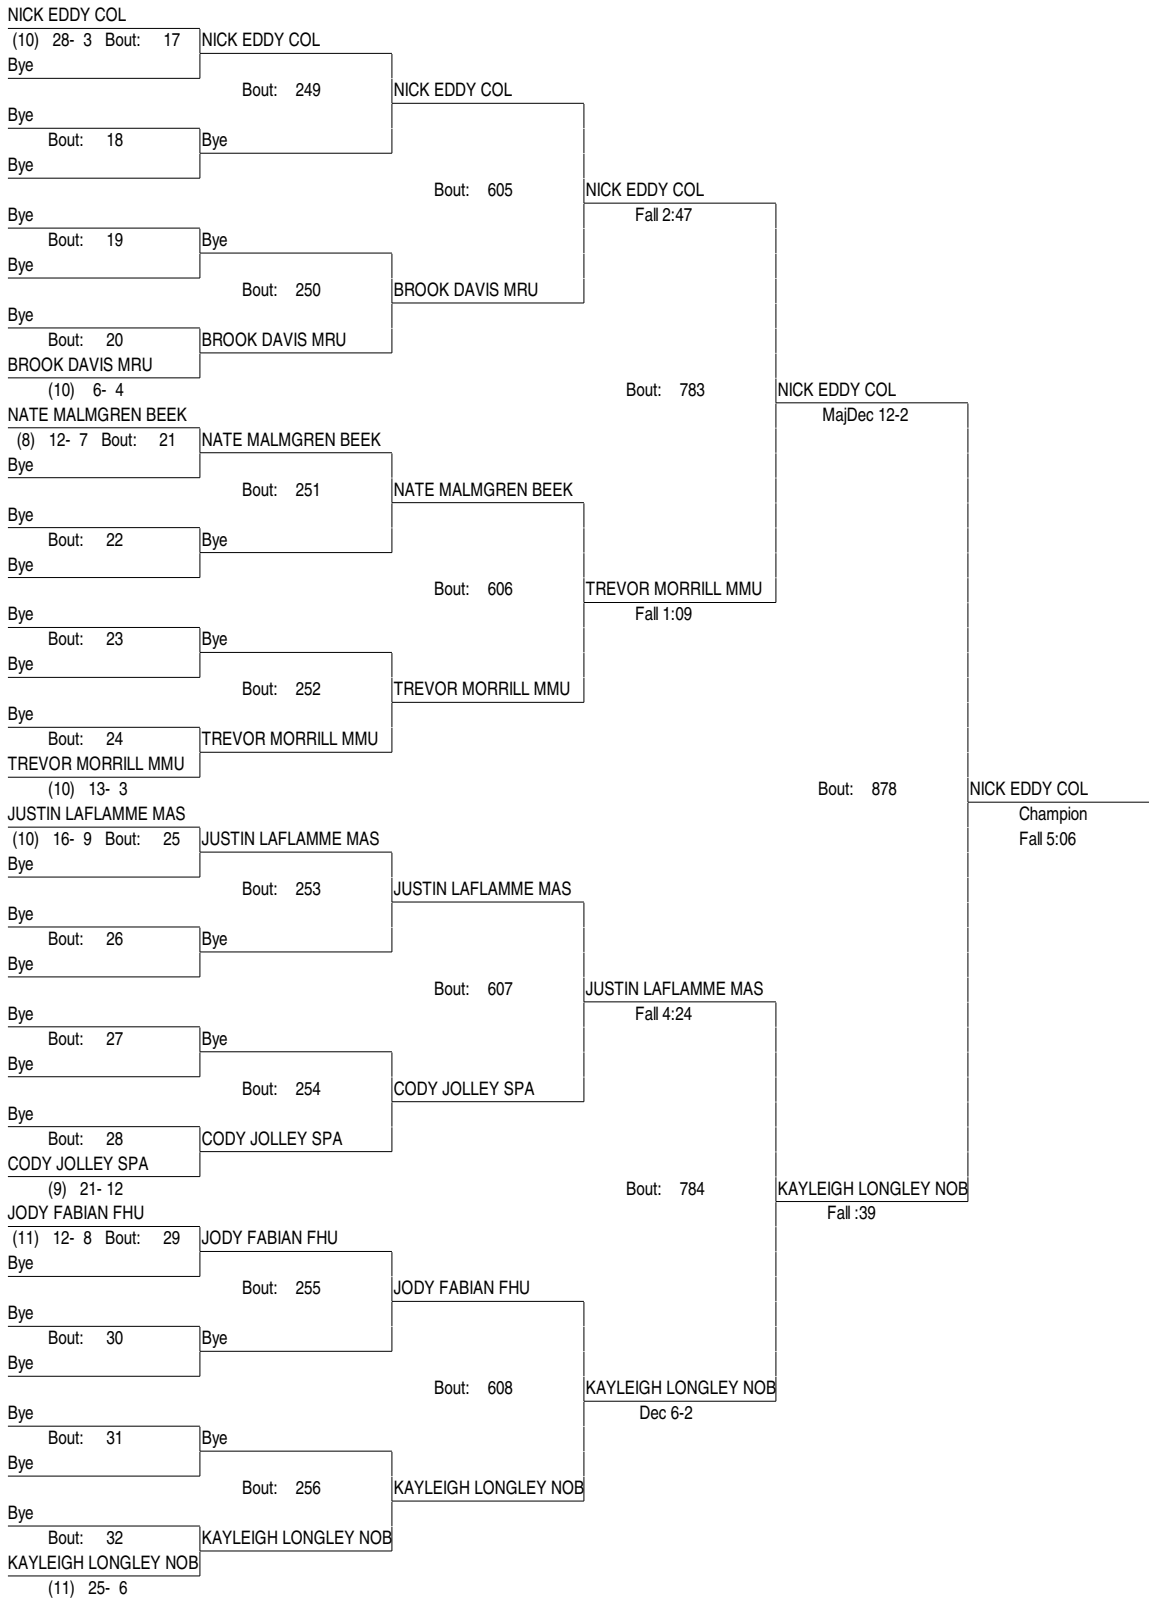 NICK EDDY COL
(10) 28- 3 Bout: 17 NICK EDDY COL
Bye
Bout: 249 NICK EDDY COL
Bye
Bout: 18 Bye
Bye
Bout: 605 NICK EDDY COL
Bye Fall 2:47
Bout: 19 Bye
Bye
Bout: 250 BROOK DAVIS MRU
Bye
Bout: 20 BROOK DAVIS MRU
BROOK DAVIS MRU
(10) 6- 4 Bout: 783 NICK EDDY COL
NATE MALMGREN BEEK MajDec 12-2
(8) 12- 7 Bout: 21 NATE MALMGREN BEEK
Bye
Bout: 251 NATE MALMGREN BEEK
Bye
Bout: 22 Bye
Bye
Bout: 606 TREVOR MORRILL MMU
Bye Fall 1:09
Bout: 23 Bye
Bye
Bout: 252 TREVOR MORRILL MMU
Bye
Bout: 24 TREVOR MORRILL MMU
TREVOR MORRILL MMU
(10) 13- 3 Bout: 878 NICK EDDY COL
JUSTIN LAFLAMME MAS Champion
(10) 16- 9 Bout: 25 JUSTIN LAFLAMME MAS Fall 5:06
Bye
Bout: 253 JUSTIN LAFLAMME MAS
Bye
Bout: 26 Bye
Bye
Bout: 607 JUSTIN LAFLAMME MAS
Bye Fall 4:24
Bout: 27 Bye
Bye
Bout: 254 CODY JOLLEY SPA
Bye
Bout: 28 CODY JOLLEY SPA
CODY JOLLEY SPA
(9) 21- 12 Bout: 784 KAYLEIGH LONGLEY NOB
JODY FABIAN FHU Fall :39
(11) 12- 8 Bout: 29 JODY FABIAN FHU
Bye
Bout: 255 JODY FABIAN FHU
Bye
Bout: 30 Bye
Bye
Bout: 608 KAYLEIGH LONGLEY NOB
Bye Dec 6-2
Bout: 31 Bye
Bye
Bout: 256 KAYLEIGH LONGLEY NOB
Bye
Bout: 32 KAYLEIGH LONGLEY NOB
KAYLEIGH LONGLEY NOB
(11) 25- 6